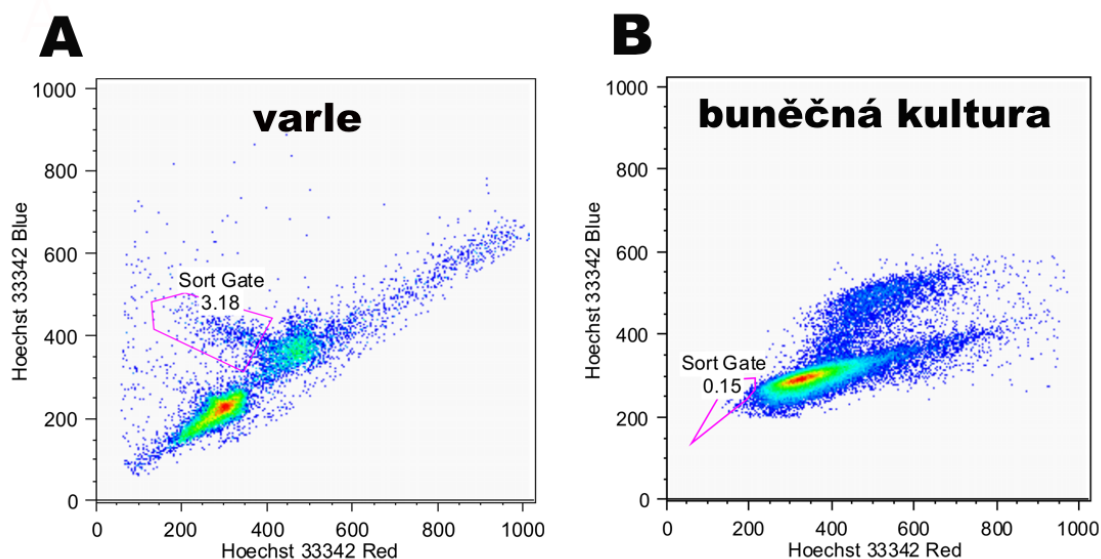 A
varle
Hoechst 33342 Blue
1000
800
600
400
200
0
Sort Gate
3.18
0
200
400
600
800
1000
Hoechst 33342 Red
B
buněčná kultura
Hoechst 33342 Blue
1000
800
600
400
200
0
Sort Gate
0.15
0
200
400
600
800
1000
Hoechst 33342 Red